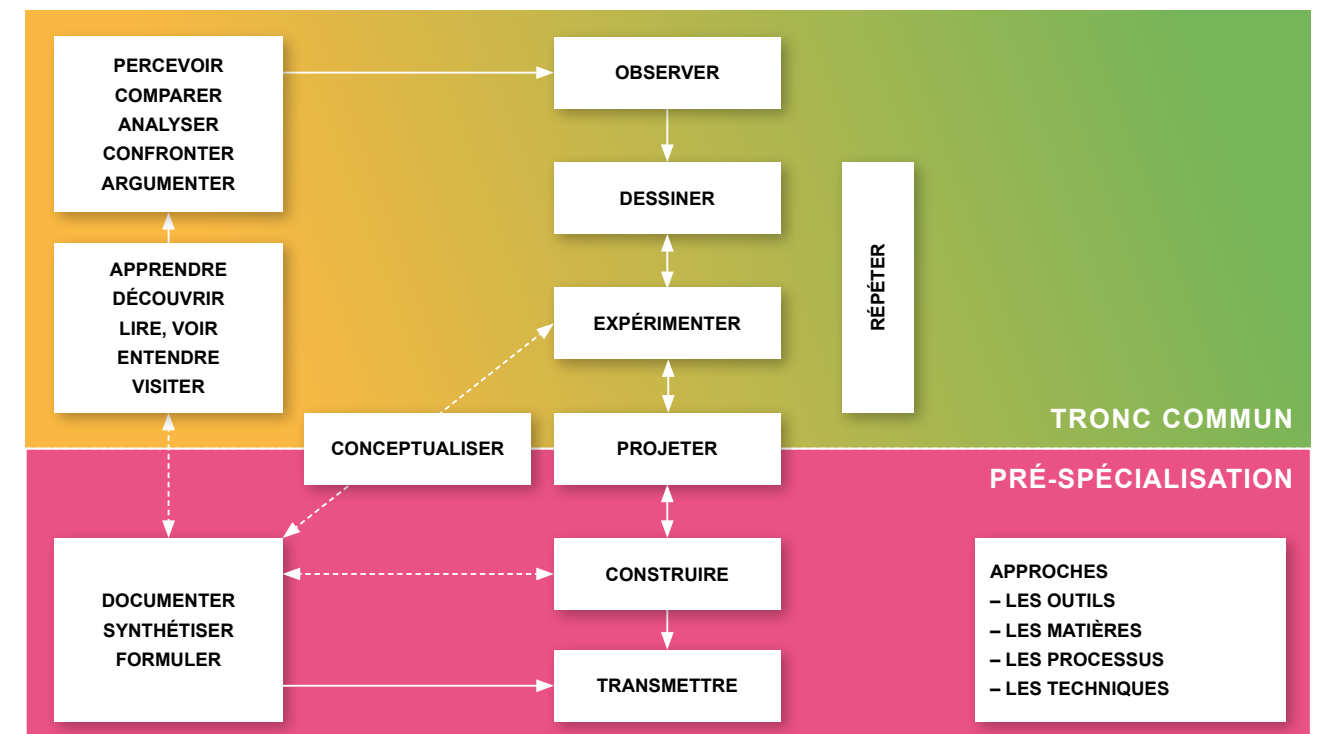 PERCEVOIR
COMPARER
ANALYSER
CONFRONTER
ARGUMENTER
OBSERVER
DESSINER
APPRENDRE
DÉCOUVRIR
LIRE, VOIR
ENTENDRE
VISITER
EXPÉRIMENTER
RÉPÉTER
TRONC COMMUN
CONCEPTUALISER
PROJETER
PRÉ-SPÉCIALISATION
DOCUMENTER
SYNTHÉTISER
FORMULER
CONSTRUIRE
TRANSMETTRE
APPROCHES
– LES OUTILS
– LES MATIÈRES
– LES PROCESSUS
– LES TECHNIQUES